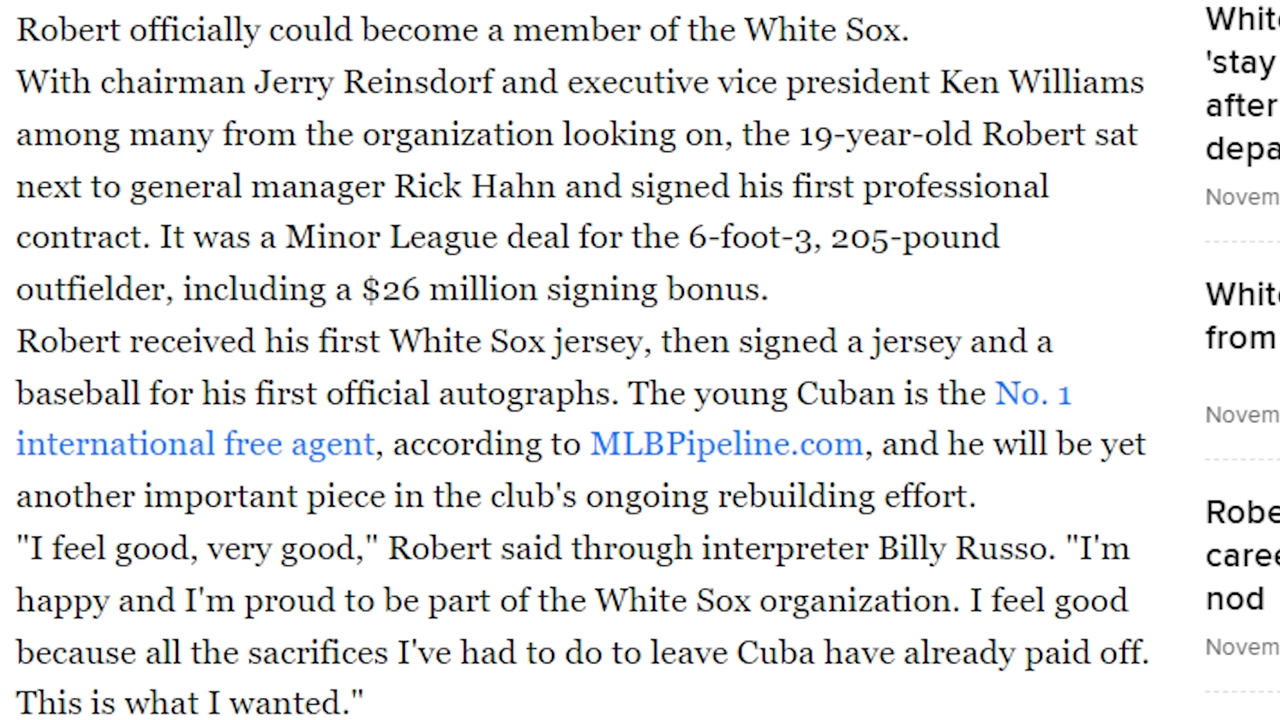 Robert officially could become a member of the White Sox.
With chairman Jerry Reinsdorf and executive vice president Ken Williams
among many from the organization looking on, the 19-year-old Robert sat
next to general manager Rick Hahn and signed his first professional
contract. It was a Minor League deal for the 6-foot-3, 205-pound
outfielder, including a $26 million signing bonus.
Robert received his first White Sox jersey, then signed a jersey and a
baseball for his first official autographs. The young Cuban is the No. 1
international free agent, according to MLBPipeline.com, and he will be yet
another important piece in the club's ongoing rebuilding effort.
"I feel good, very good," Robert said through interpreter Billy Russo. "I'm
happy and I'm proud to be part of the White Sox organization. I feel good
because all the sacrifices I've had to do to leave Cuba have already paid off.
This is what I wanted."
'stay
after
from
nod